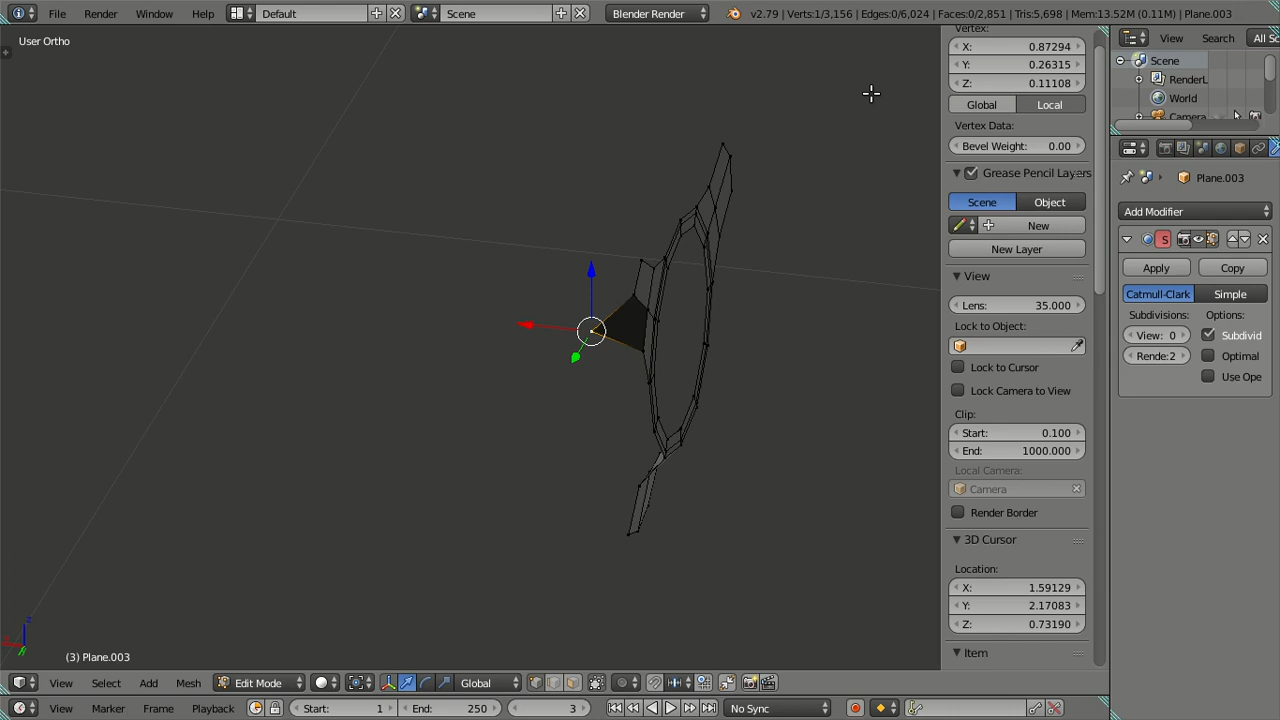 File Render Window Help Default Scene Blender Render v2.79 | Verts:1/3,156 | Edges:0/6,024 | Faces:0/2,851 | Tris:5,698 | Mem:13.52M (0.11M) | Plane.003
User Ortho
Vertex:
X: 0.87294
Y: 0.26315
Z: 0.11108
Global Local
Vertex Data:
Bevel Weight: 0.00
Grease Pencil Layers
Scene Object
New
New Layer
View
Lens: 35.000
Lock to Object:
Lock to Cursor
Lock Camera to View
Clip:
Start: 0.100
End: 1000.000
Local Camera:
Camera
Render Border
3D Cursor
Location:
X: 1.59129
Y: 2.17083
Z: 0.73190
Item
View Search All Sc
Scene
RenderL
World
Camera
Plane.003
Add Modifier
S
Apply Copy
Catmull-Clark Simple
Subdivisions: Options:
View: 0 Subdivid
Rende:2 Optimal
Use Ope
z
(3) Plane.003
View Select Add Mesh Edit Mode Global
View Marker Frame Playback Start: 1 End: 250 3 No Sync